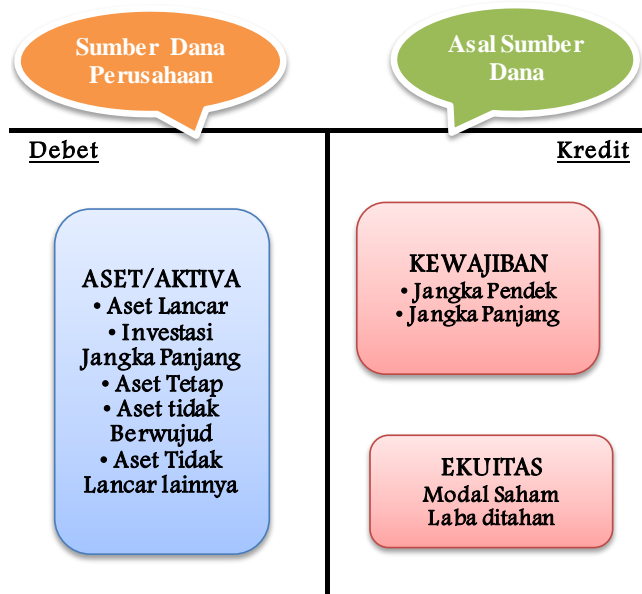 Sumber Dana
Perusahaan
Asal Sumber
Dana
Debet
Kredit
ASET/AKTIVA
• Aset Lancar
• Investasi
Jangka Panjang
• Aset Tetap
• Aset tidak
Berwujud
• Aset Tidak
Lancar lainnya
KEWAJIBAN
• Jangka Pendek
• Jangka Panjang
EKUITAS
Modal Saham
Laba ditahan